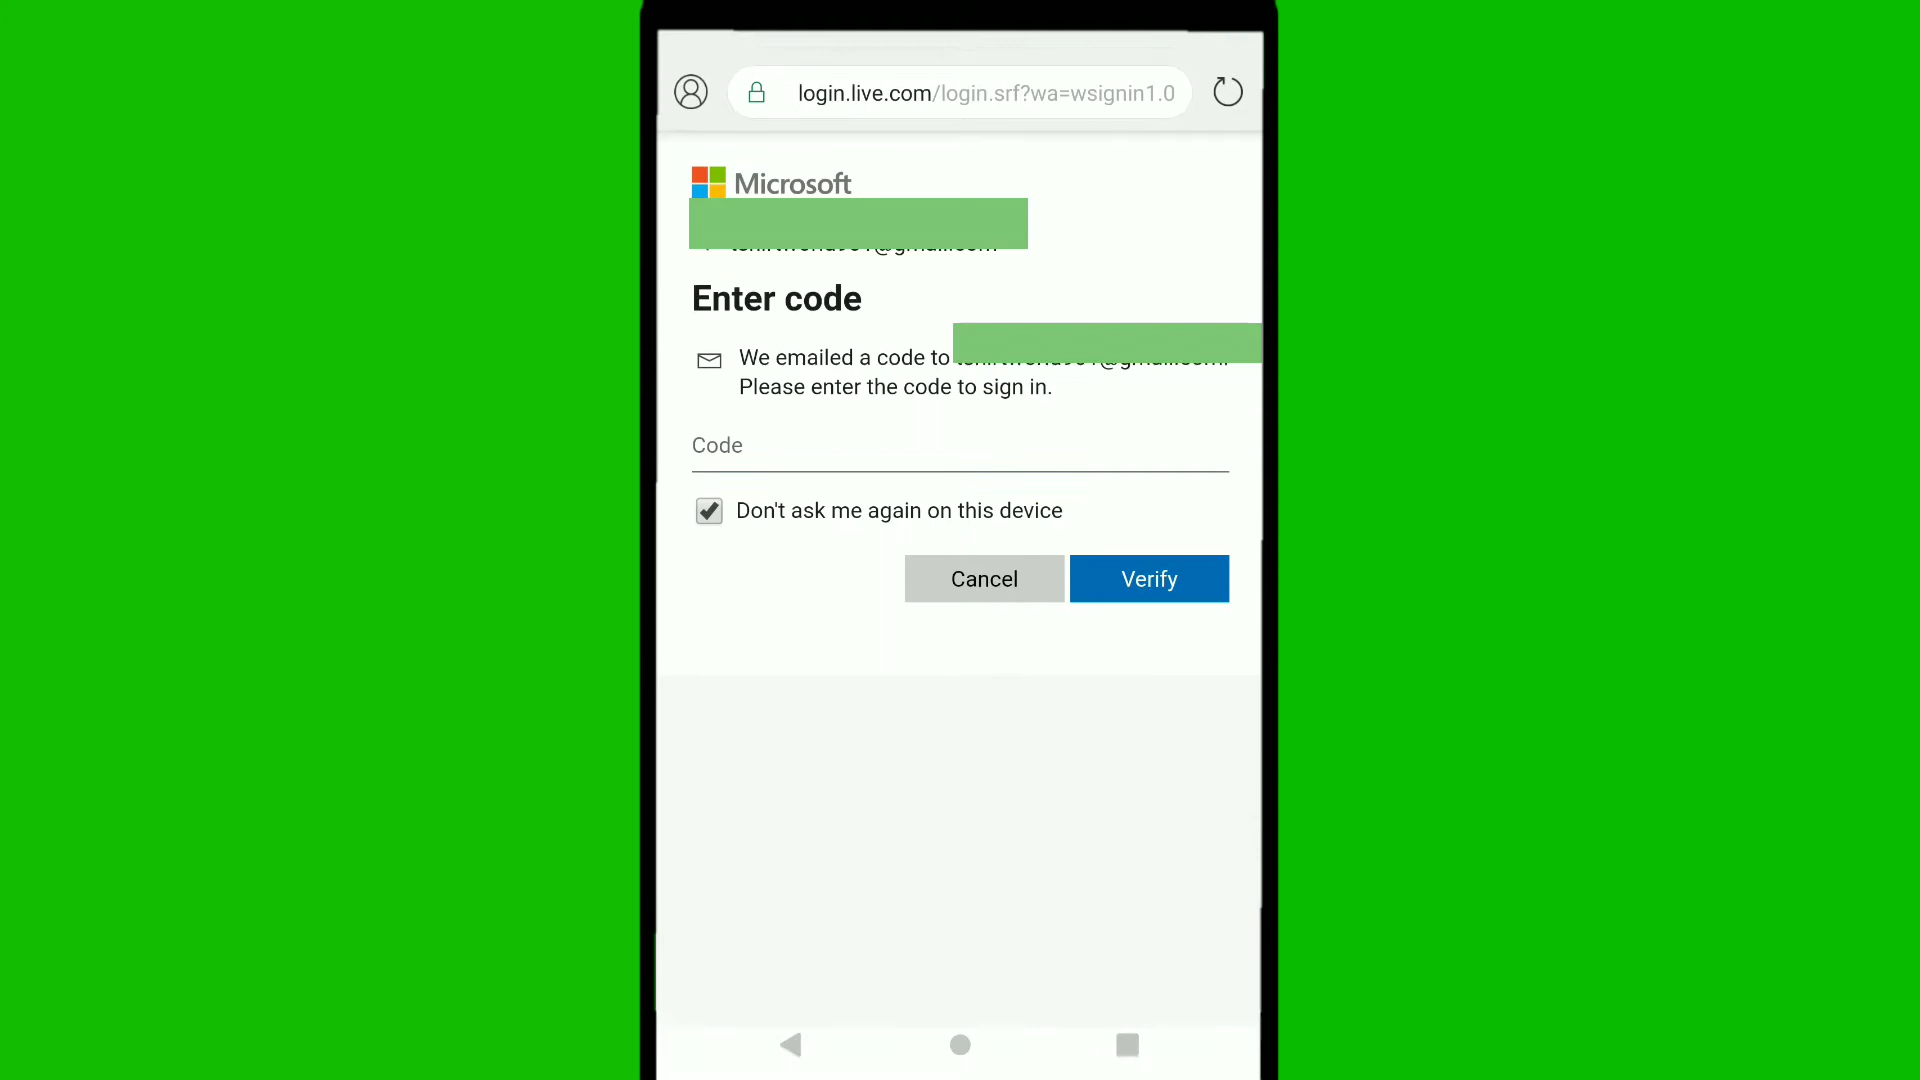 login.live.com/login.srf?wa=wsignin1.0
Microsoft
Enter code
We emailed a code to
Please enter the code to sign in.
Code
Don't ask me again on this device
Cancel
Verify